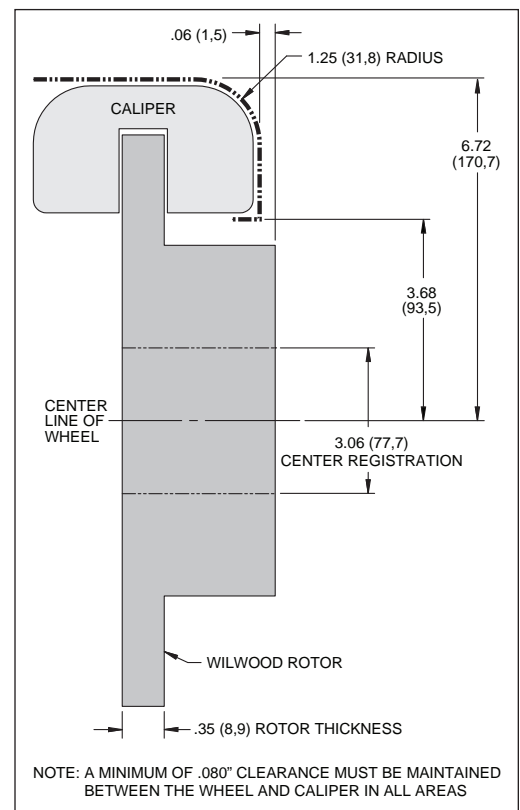 .06 (1,5)
1.25 (31,8) RADIUS
CALIPER
6.72
(170,7)
3.68
(93,5)
CENTER
LINE OF
WHEEL
3.06 (77,7)
CENTER REGISTRATION
WILWOOD ROTOR
.35 (8,9) ROTOR THICKNESS
NOTE: A MINIMUM OF .080" CLEARANCE MUST BE MAINTAINED
BETWEEN THE WHEEL AND CALIPER IN ALL AREAS